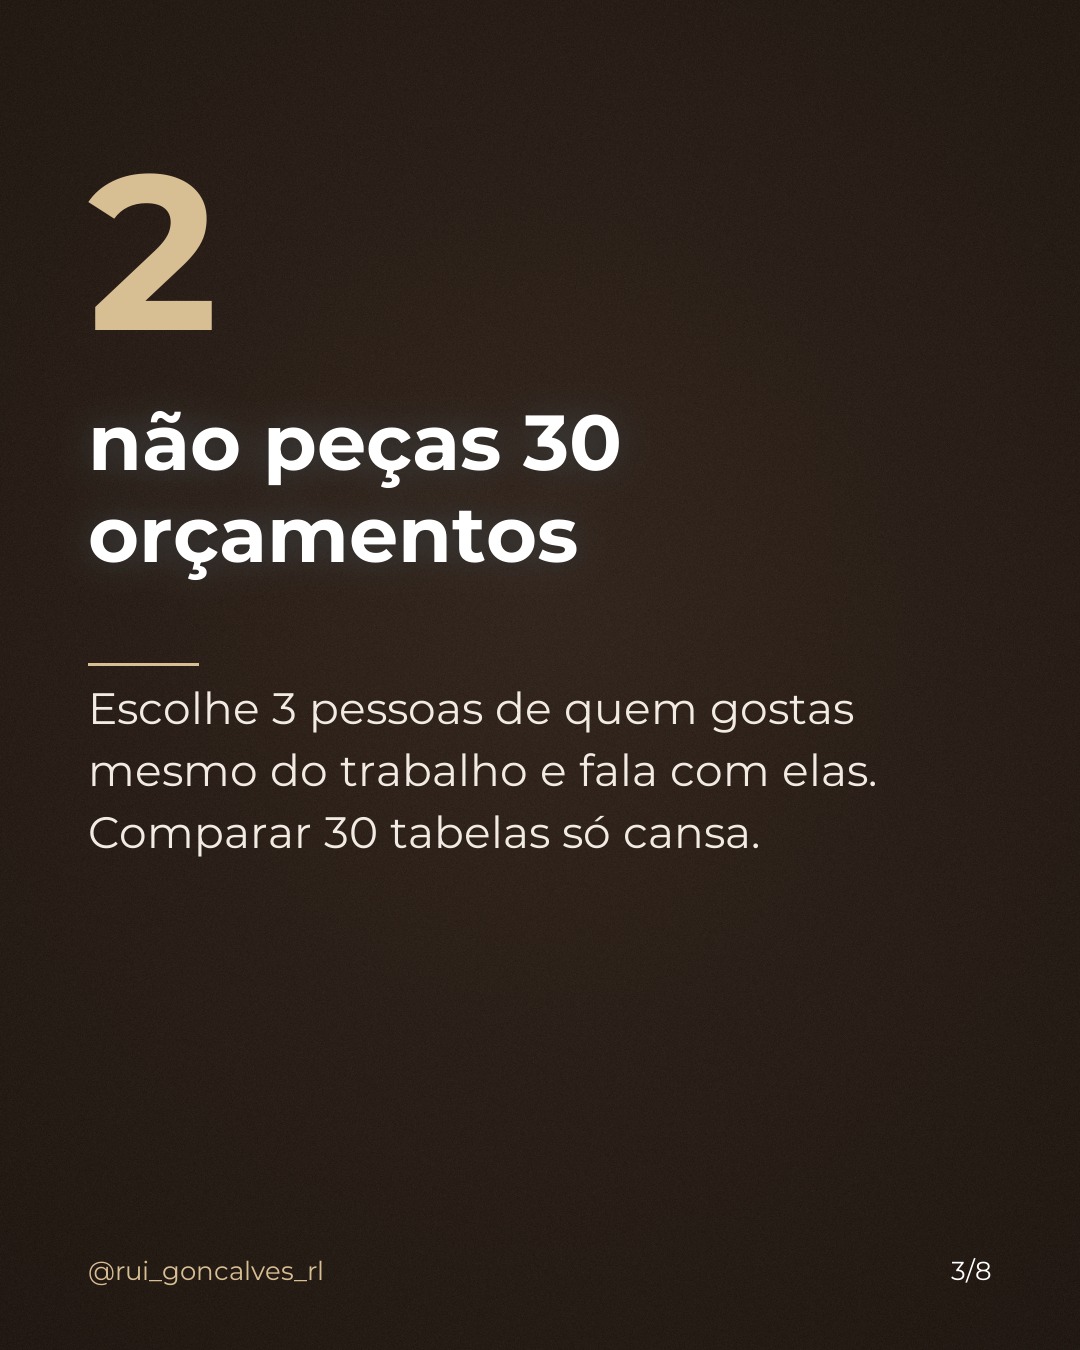 2
não peças 30
orçamentos
Escolhe 3 pessoas de quem gostas
mesmo do trabalho e fala com elas.
Comparar 30 tabelas só cansa.
@rui_goncalves_rl
3/8